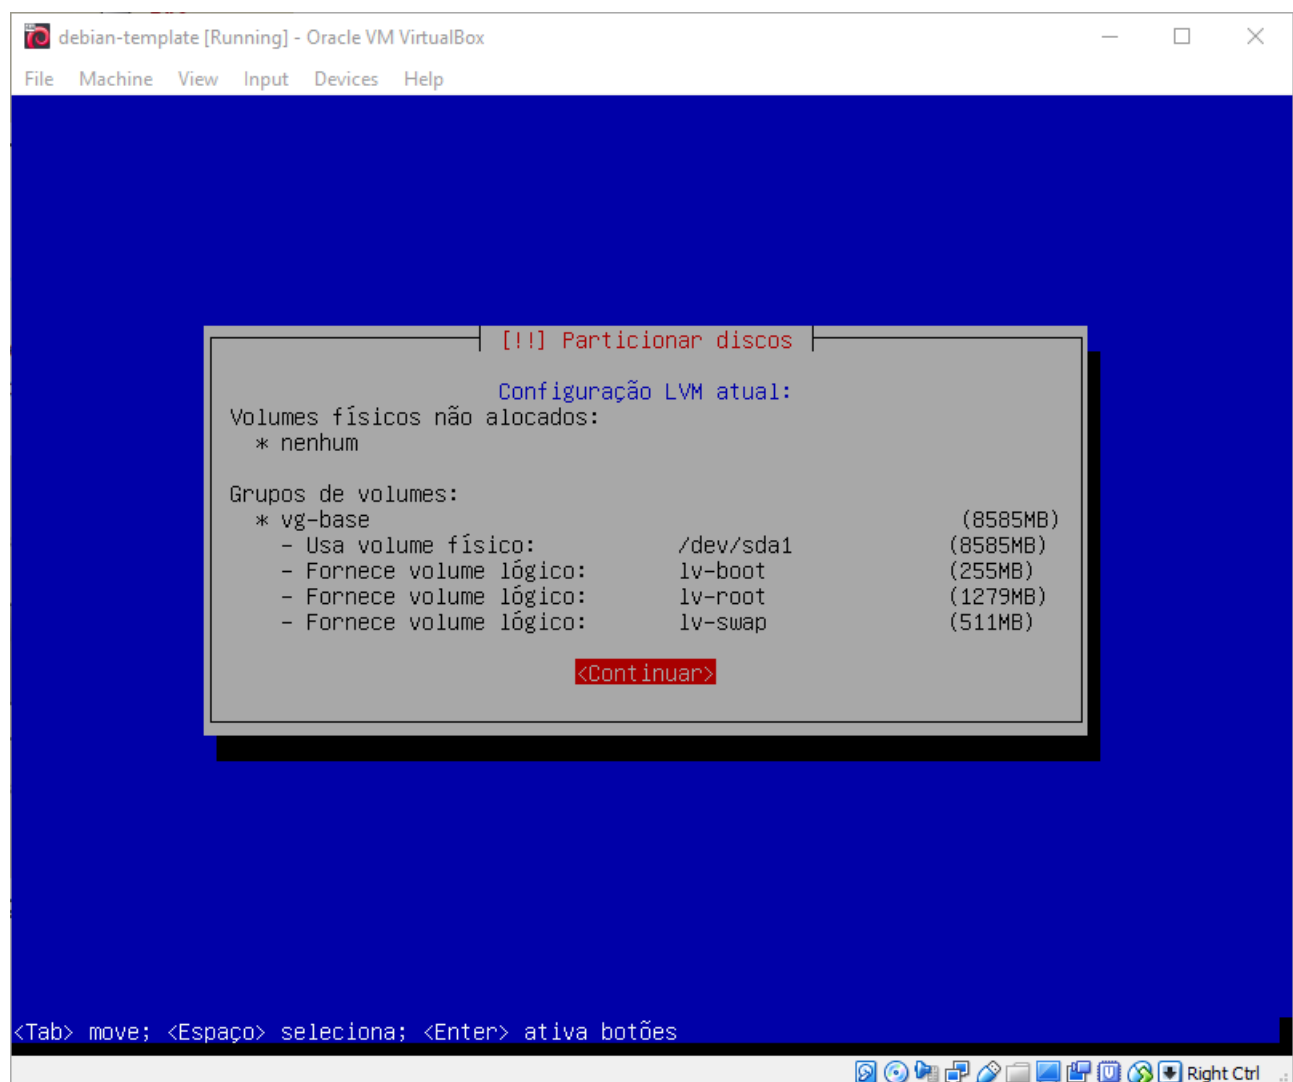 debian-template [Running] - Oracle VM VirtualBox
File Machine View Input Devices Help
[!!] Particionar discos
Configuração LVM atual:
Volumes físicos não alocados:
* nenhum
Grupos de volumes:
* vg-base (8585MB)
- Usa volume físico: /dev/sda1 (8585MB)
- Fornece volume lógico: lv-boot (255MB)
- Fornece volume lógico: lv-root (1279MB)
- Fornece volume lógico: lv-swap (511MB)
<Continuar>
<Tab> move; <Espaço> seleciona; <Enter> ativa botões
Right Ctrl